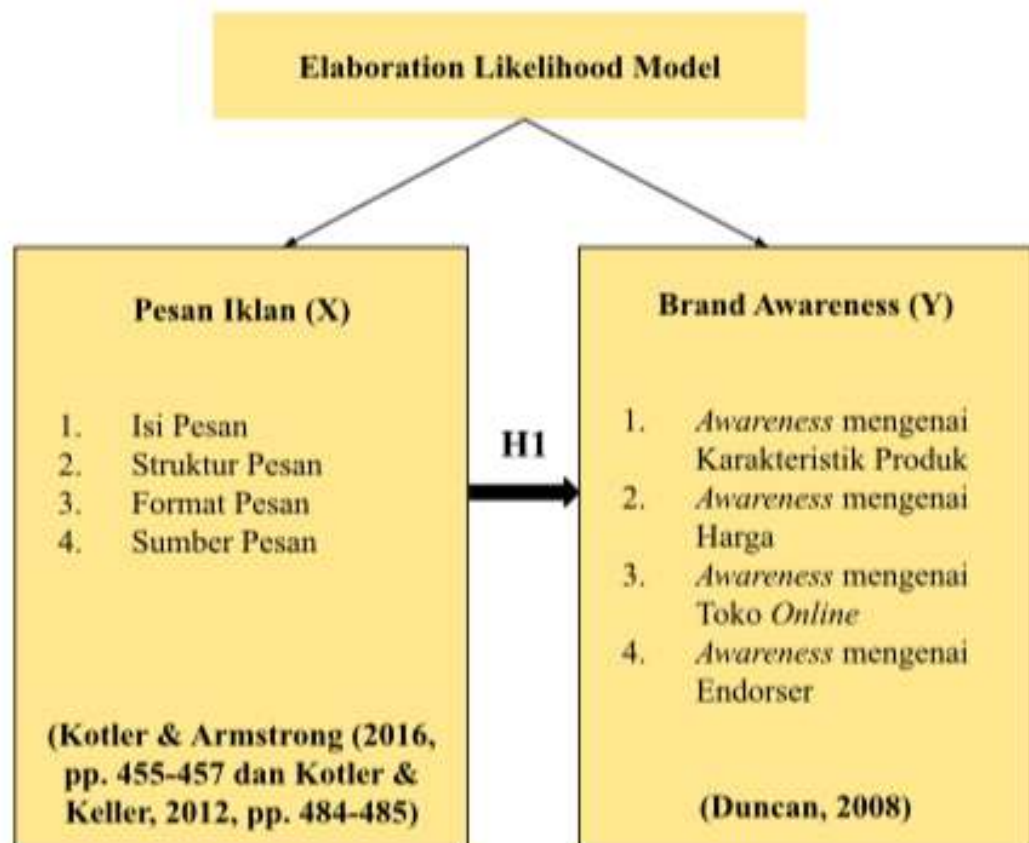 Elaboration Likelihood Model
Pesan Iklan (X)
1. Isi Pesan
2. Struktur Pesan
3. Format Pesan
4. Sumber Pesan
(Kotler & Armstrong (2016,
pp. 455-457 dan Kotler &
Keller, 2012, pp. 484-485)
H1
Brand Awareness (Y)
1. Awareness mengenai
Karakteristik Produk
2. Awareness mengenai
Harga
3. Awareness mengenai
Toko Online
4. Awareness mengenai
Endorser
(Duncan, 2008)